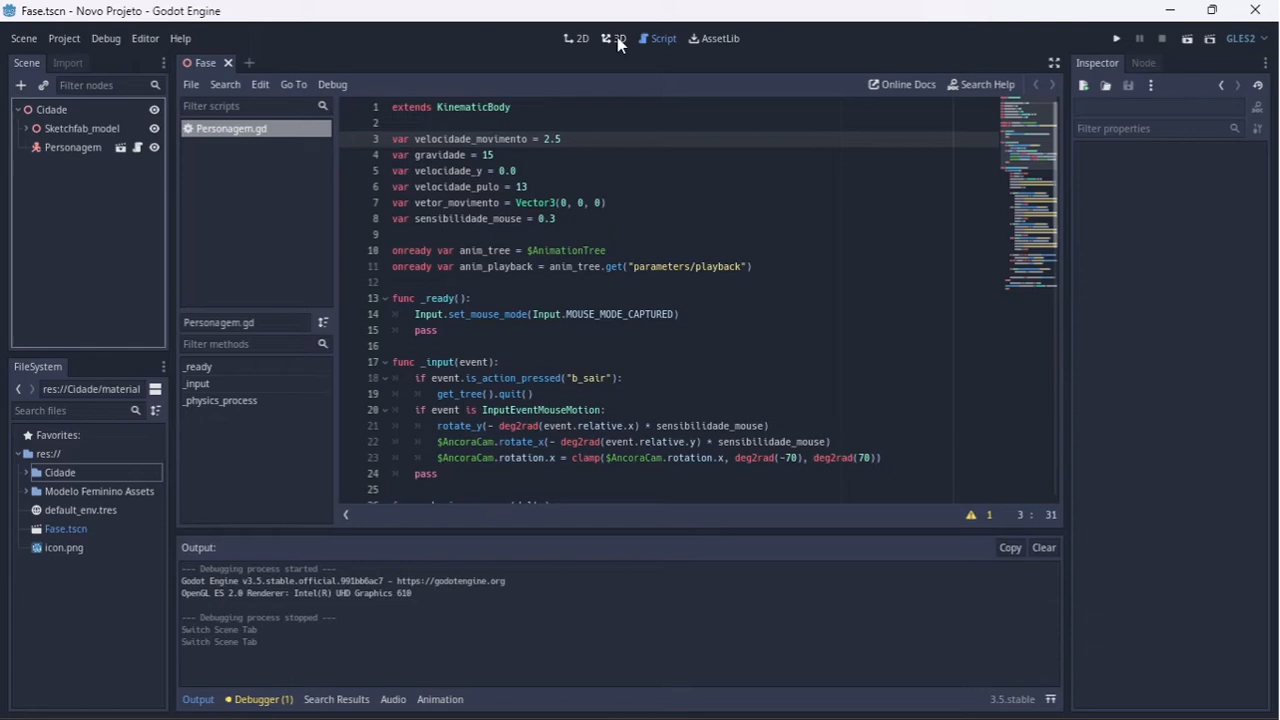 Fase.tscn - Novo Projeto - Godot Engine
Scene Project Debug Editor Help
2D 3D Script AssetLib
GLES2
Scene Import
Filter nodes
Cidade
Sketchfab_model
Personagem
FileSystem
res://Cidade/material
Search files
Favorites:
res://
Cidade
Modelo Feminino Assets
default_env.tres
Fase.tscn
icon.png
Fase
File Search Edit Go To Debug
Online Docs Search Help
Filter scripts
Personagem.gd
Personagem.gd
Filter methods
_ready
_input
_physics_process
1 extends KinematicBody
2
3 var velocidade_movimento = 2.5
4 var gravidade = 15
5 var velocidade_y = 0.0
6 var velocidade_pulo = 13
7 var vetor_movimento = Vector3(0, 0, 0)
8 var sensibilidade_mouse = 0.3
9
10 onready var anim_tree = $AnimationTree
11 onready var anim_playback = anim_tree.get("parameters/playback")
12
13 func _ready():
14 Input.set_mouse_mode(Input.MOUSE_MODE_CAPTURED)
15 pass
16
17 func _input(event):
18 if event.is_action_pressed("b_sair"):
19 get_tree().quit()
20 if event is InputEventMouseMotion:
21 rotate_y(- deg2rad(event.relative.x) * sensibilidade_mouse)
22 $AncoraCam.rotate_x(- deg2rad(event.relative.y) * sensibilidade_mouse)
23 $AncoraCam.rotation.x = clamp($AncoraCam.rotation.x, deg2rad(-70), deg2rad(70))
24 pass
25
1 3 : 31
Output:
Copy Clear
--- Debugging process started ---
Godot Engine v3.5.stable.official.991bb6ac7 - https://godotengine.org
OpenGL ES 2.0 Renderer: Intel(R) UHD Graphics 610
--- Debugging process stopped ---
Switch Scene Tab
Switch Scene Tab
Output Debugger (1) Search Results Audio Animation
3.5.stable
Inspector Node
Filter properties